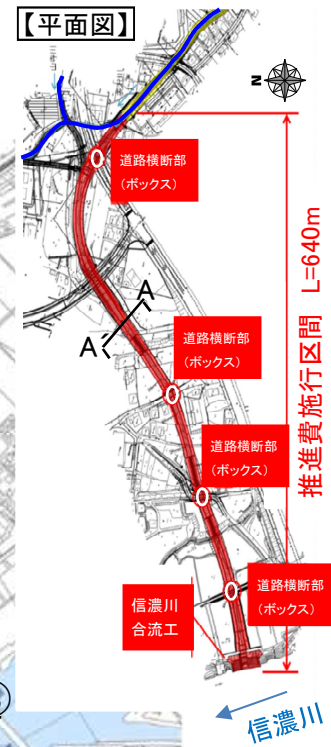 【平面図】
N
道路横断部
(ボックス)
A
A´
道路横断部
(ボックス)
道路横断部
(ボックス)
推進費施行区間 L=640m
道路横断部
(ボックス)
信濃川
合流工
信濃川